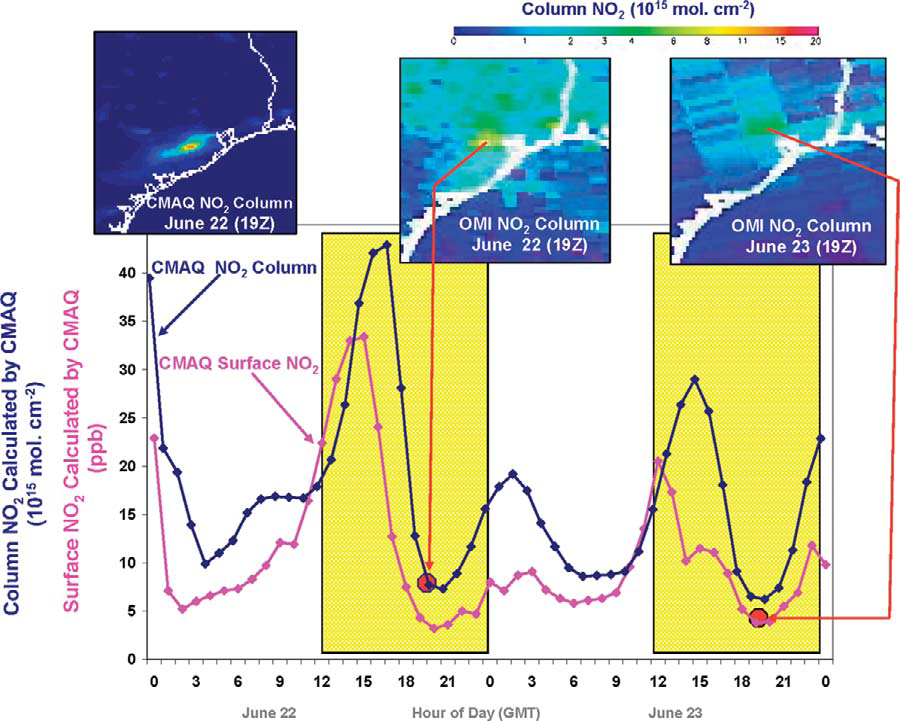 Column NO2 (10^15 mol. cm-2)
0 1 2 3 4 6 8 11 15 20
CMAQ NO2 Column
June 22 (19Z)
OMI NO2 Column
June 22 (19Z)
OMI NO2 Column
June 23 (19Z)
Column NO2 Calculated by CMAQ
(10^15 mol. cm-2)
Surface NO2 Calculated by CMAQ
(ppb)
CMAQ NO2 Column
CMAQ Surface NO2
40
35
30
25
20
15
10
5
0
0 3 6 9 12 15 18 21 0 3 6 9 12 15 18 21 0
June 22 Hour of Day (GMT) June 23